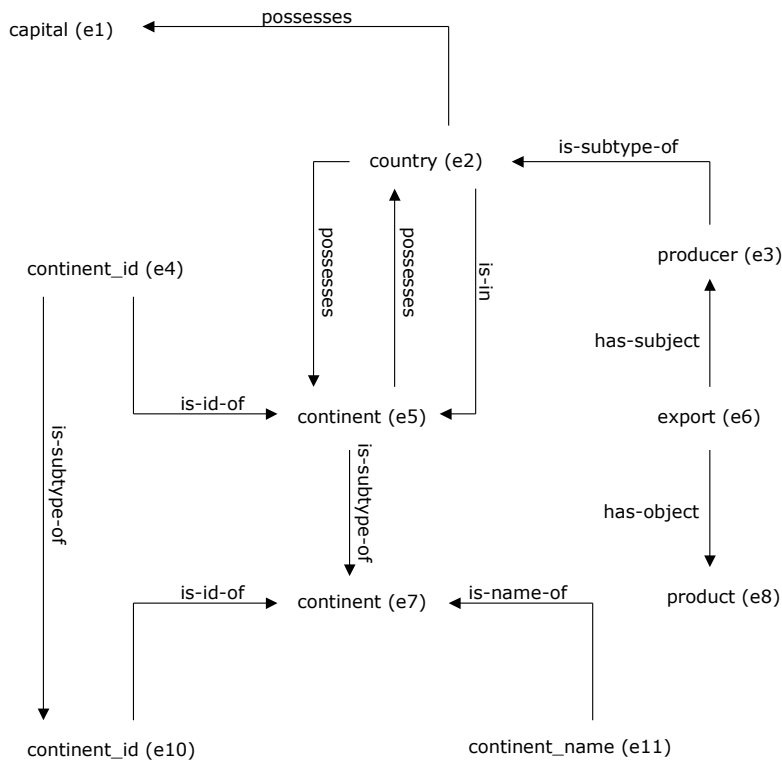 possesses
capital (e1)
is-subtype-of
country (e2)
possesses
possesses
is-in
producer (e3)
continent_id (e4)
has-subject
is-id-of
continent (e5)
export (e6)
is-subtype-of
is-subtype-of
has-object
is-id-of
continent (e7)
is-name-of
product (e8)
continent_id (e10)
continent_name (e11)